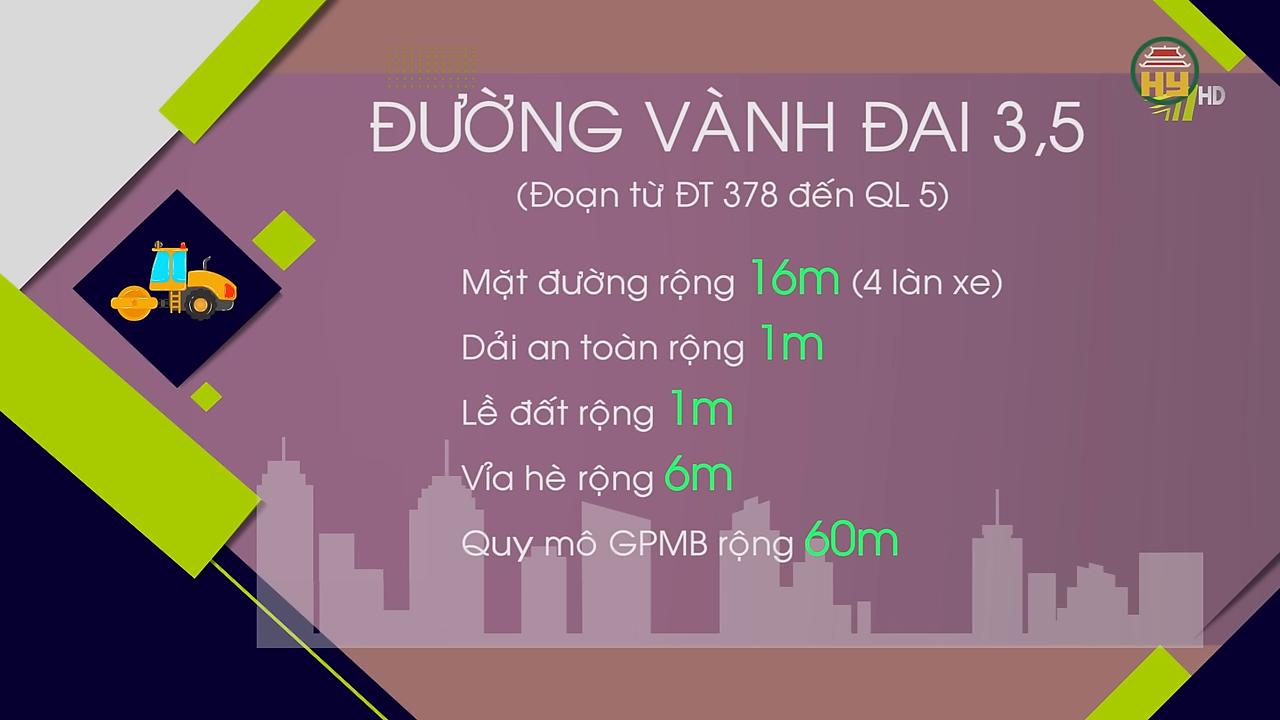 HY HD
ĐƯỜNG VÀNH ĐAI 3,5
(Đoạn từ ĐT 378 đến QL 5)
Mặt đường rộng 16m (4 làn xe)
Dải an toàn rộng 1m
Lề đất rộng 1m
Vỉa hè rộng 6m
Quy mô GPMB rộng 60m